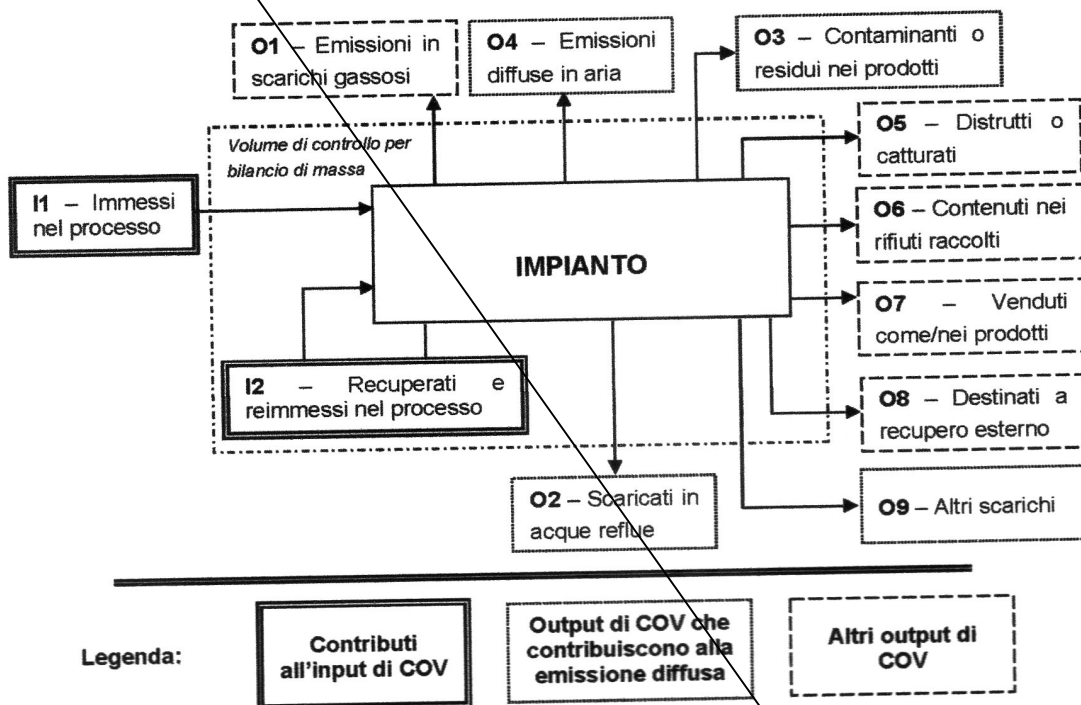 O1 – Emissioni in
scarichi gassosi
O4 – Emissioni
diffuse in aria
O3 – Contaminanti o
residui nei prodotti
Volume di controllo per
bilancio di massa
O5 – Distrutti o
catturati
I1 – Immessi
nel processo
O6 – Contenuti nei
rifiuti raccolti
IMPIANTO
O7 – Venduti
come/nei prodotti
I2 – Recuperati e
reimmessi nel processo
O8 – Destinati a
recupero esterno
O2 – Scaricati in
acque reflue
O9 – Altri scarichi
Legenda:
Contributi
all'input di COV
Output di COV che
contribuiscono alla
emissione diffusa
Altri output di
COV